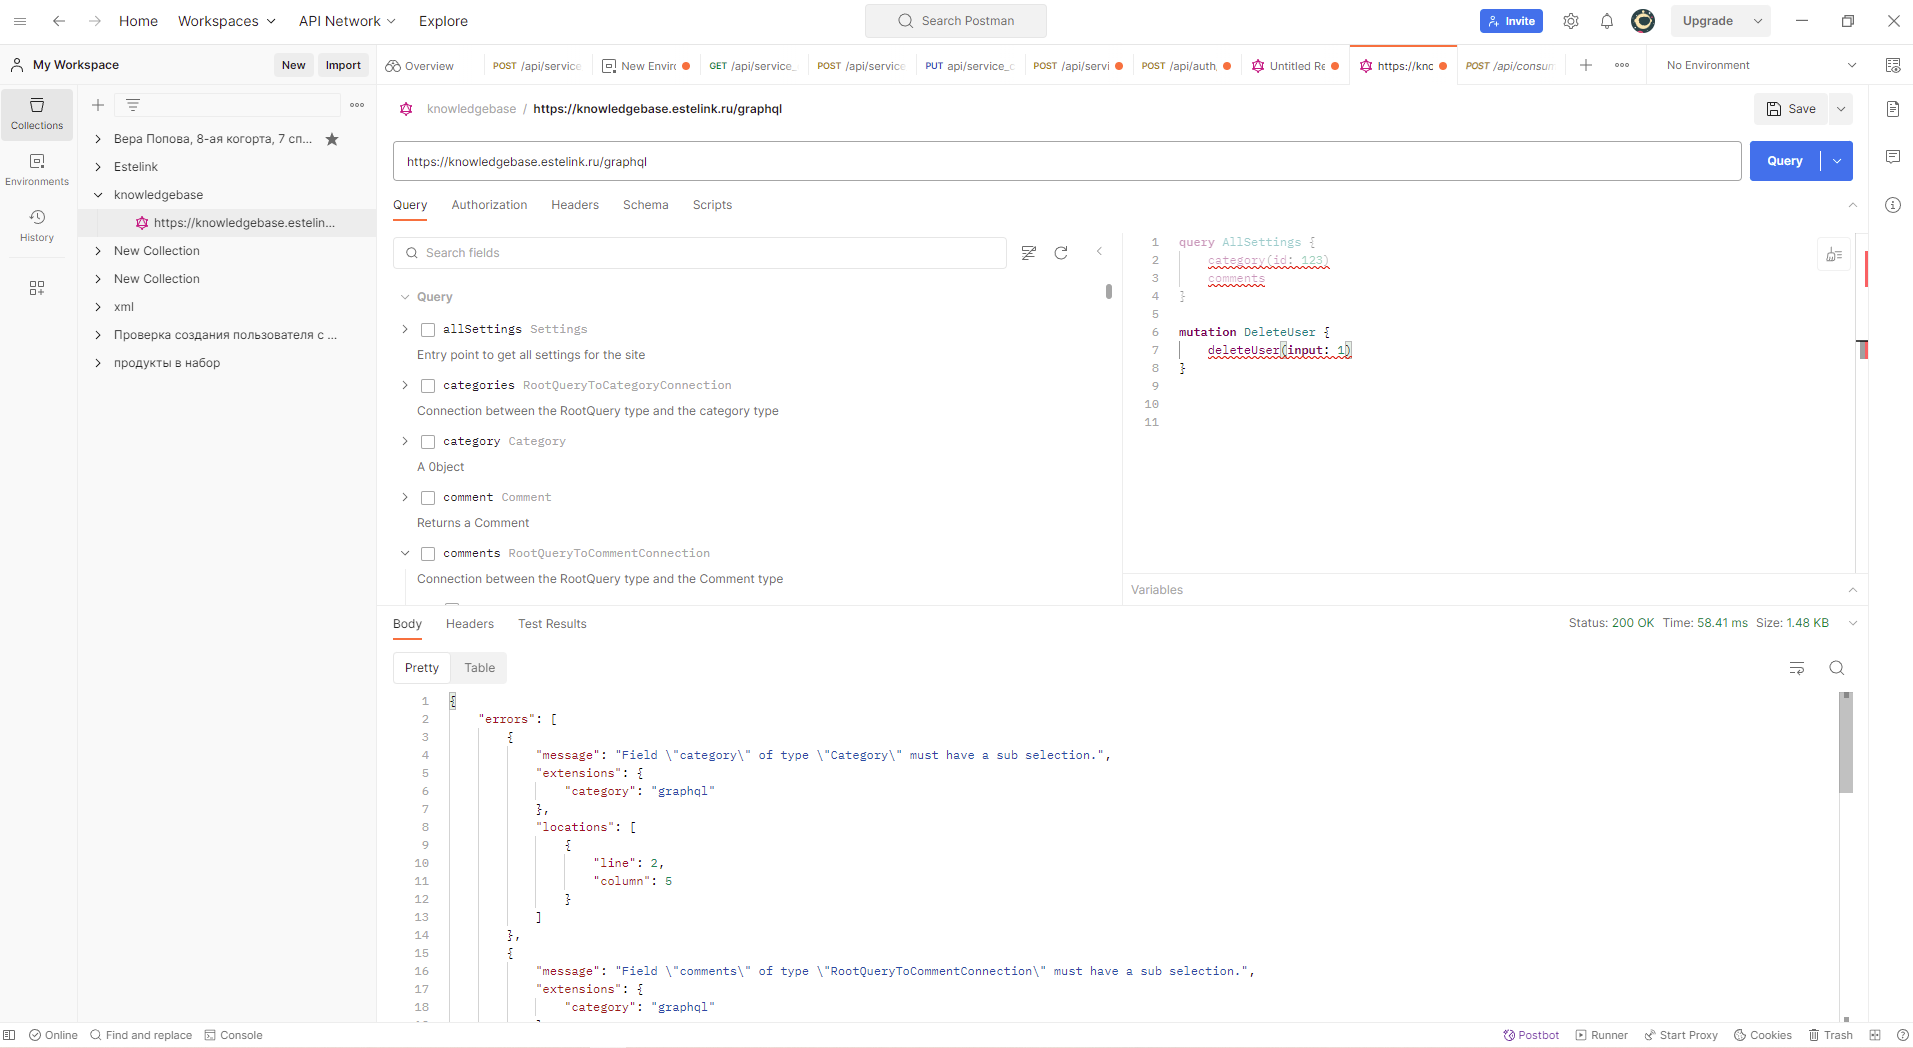 Home Workspaces API Network Explore Search Postman Invite Upgrade
My Workspace New Import Overview POST /api/service New Enviro GET /api/service_ POST /api/service PUT api/service_c POST /api/servi POST /api/auth, Untitled Re https://knc POST /api/consum No Environment
knowledgebase / https://knowledgebase.estelink.ru/graphql Save
Collections
Environments
History
Вера Попова, 8-ая когорта, 7 сп...
Estelink
knowledgebase
https://knowledgebase.estelin...
New Collection
New Collection
xml
Проверка создания пользователя с ...
продукты в набор
https://knowledgebase.estelink.ru/graphql Query
Query Authorization Headers Schema Scripts
Search fields
Query
allSettings Settings
Entry point to get all settings for the site
categories RootQueryToCategoryConnection
Connection between the RootQuery type and the category type
category Category
A 0bject
comment Comment
Returns a Comment
comments RootQueryToCommentConnection
Connection between the RootQuery type and the Comment type
1 query AllSettings {
2 category(id: 123)
3 comments
4 }
5
6 mutation DeleteUser {
7 deleteUser(input: 1)
8 }
9
10
11
Variables
Body Headers Test Results Status: 200 OK Time: 58.41 ms Size: 1.48 KB
Pretty Table
1 {
2 "errors": [
3 {
4 "message": "Field \"category\" of type \"Category\" must have a sub selection.",
5 "extensions": {
6 "category": "graphql"
7 },
8 "locations": [
9 {
10 "line": 2,
11 "column": 5
12 }
13 ]
14 },
15 {
16 "message": "Field \"comments\" of type \"RootQueryToCommentConnection\" must have a sub selection.",
17 "extensions": {
18 "category": "graphql"
Online Find and replace Console Postbot Runner Start Proxy Cookies Trash